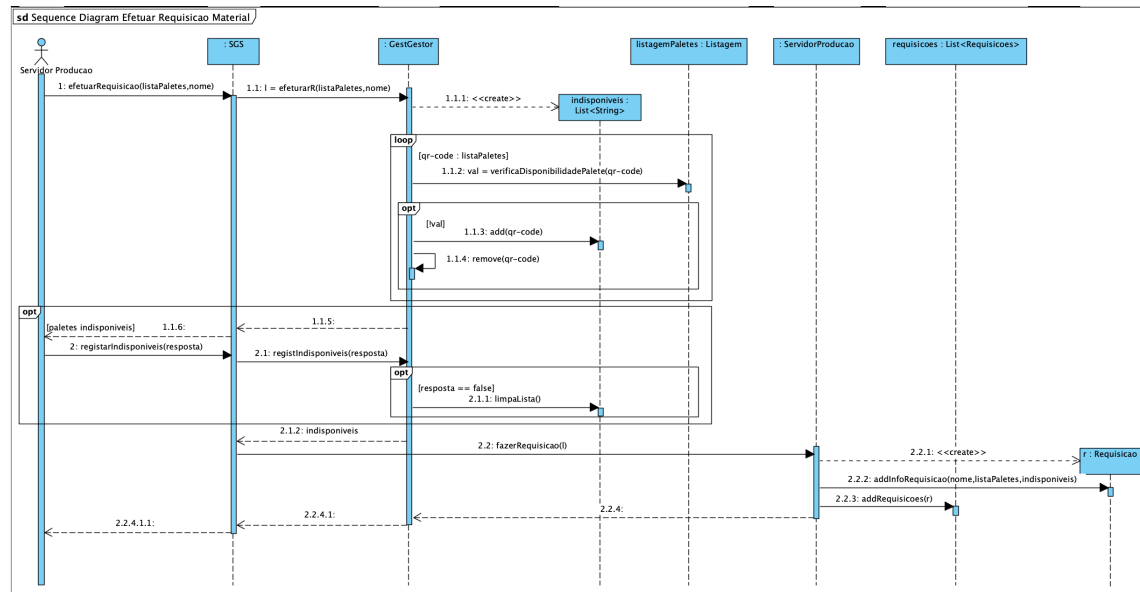 sd Sequence Diagram Efetuar Requisicao Material
: SGS
: GestGestor
listagemPaletes : Listagem
: ServidorProducao
requisicoes : List<Requisicoes>
Servidor Producao
1: efetuarRequisicao(listaPaletes,nome)
1.1: l = efeturarR(listaPaletes,nome)
1.1.1: <<create>>
indisponiveis :
List<String>
loop
[qr-code : listaPaletes]
1.1.2: val = verificaDisponibilidadePalete(qr-code)
opt
[!val]
1.1.3: add(qr-code)
1.1.4: remove(qr-code)
opt
[paletes indisponiveis]
1.1.6:
1.1.5:
2: registarIndisponiveis(resposta)
2.1: registIndisponiveis(resposta)
opt
[resposta == false]
2.1.1: limpaLista()
2.1.2: indisponiveis
2.2: fazerRequisicao(l)
2.2.1: <<create>>
r : Requisicao
2.2.2: addInfoRequisicao(nome,listaPaletes,indisponiveis)
2.2.3: addRequisicoes(r)
2.2.4:
2.2.4.1:
2.2.4.1.1: